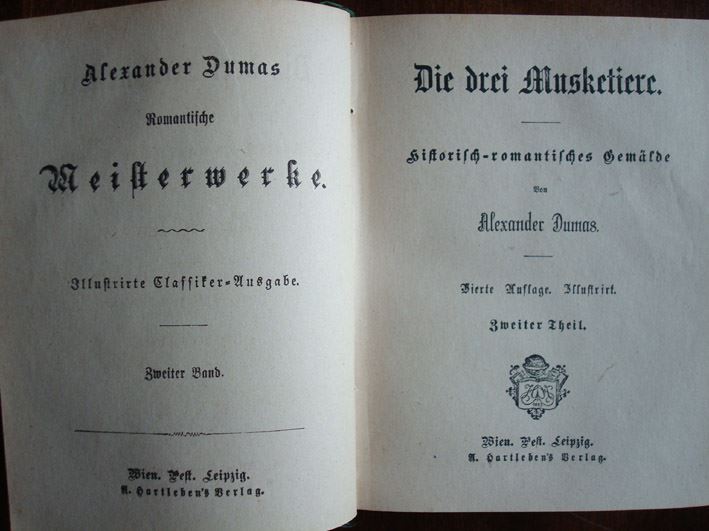 Alexander Dumas
Romantische
Meisterwerke.
Illustrirte Classiker-Ausgabe.
Zweiter Band.
Wien. Pest. Leipzig.
A. Hartleben's Verlag.
Die drei Musketiere.
Historisch-romantisches Gemälde
Von
Alexander Dumas.
Vierte Auflage. Illustrirt.
Zweiter Theil.
Wien. Pest. Leipzig.
A. Hartleben's Verlag.